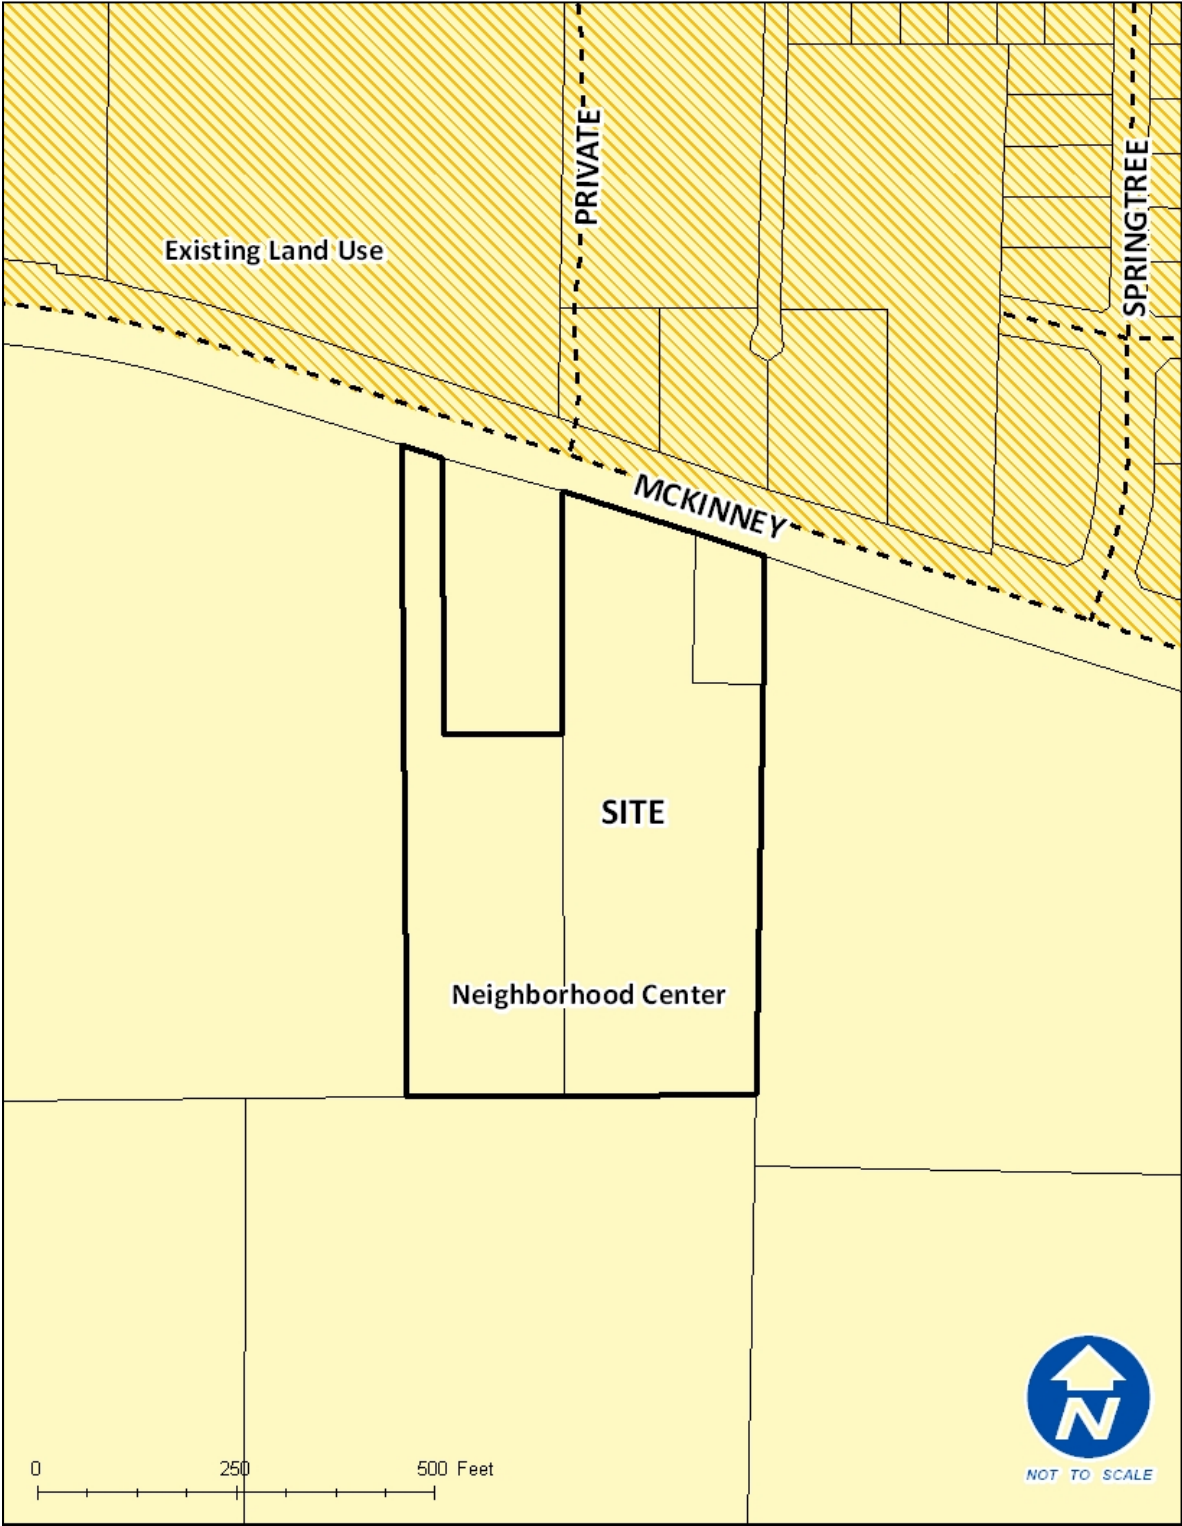 PRIVATE
SPRINGTREE
Existing Land Use
MCKINNEY
SITE
Neighborhood Center
0 250 500 Feet
N
NOT TO SCALE